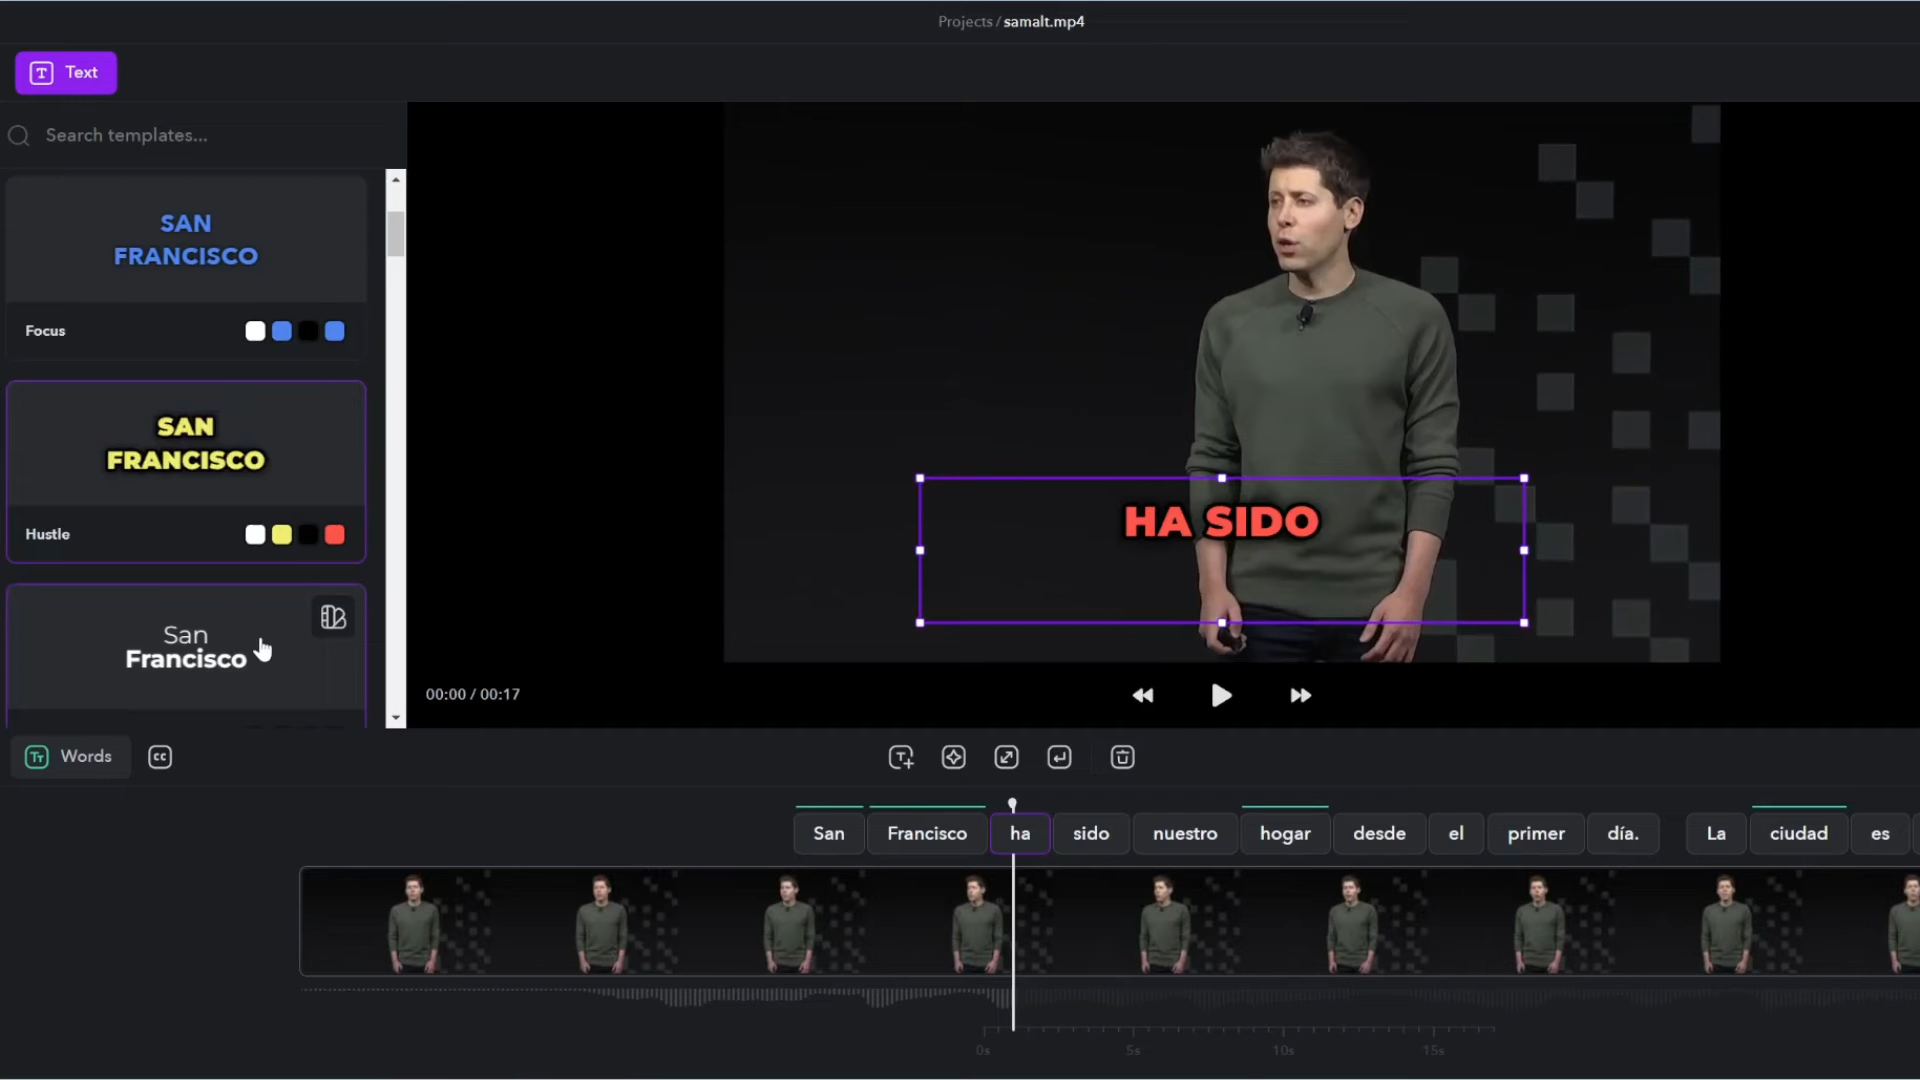 Projects / samalt.mp4
Text
Search templates...
SAN
FRANCISCO
Focus
SAN
FRANCISCO
Hustle
San
Francisco
HA SIDO
00:00 / 00:17
Words
CC
San Francisco ha sido nuestro hogar desde el primer día. La ciudad es
0s 5s 10s 15s